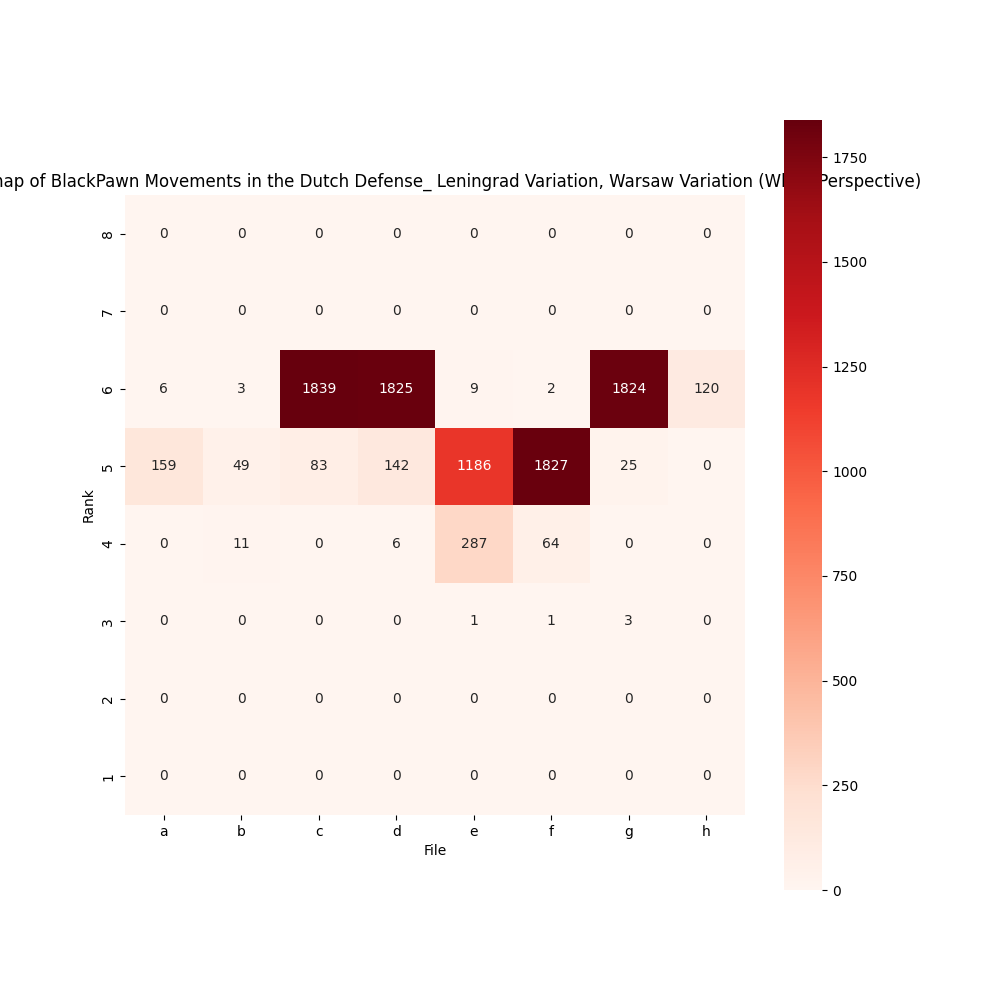 map of BlackPawn Movements in the Dutch Defense_ Leningrad Variation, Warsaw Variation (Perspective)
1750
1500
1250
1000
750
500
250
0
8 0 0 0 0 0 0 0 0
7 0 0 0 0 0 0 0 0
6 6 3 1839 1825 9 2 1824 120
5 159 49 83 142 1186 1827 25 0
4 0 11 0 6 287 64 0 0
3 0 0 0 0 1 1 3 0
2 0 0 0 0 0 0 0 0
1 0 0 0 0 0 0 0 0
Rank
a b c d e f g h
File